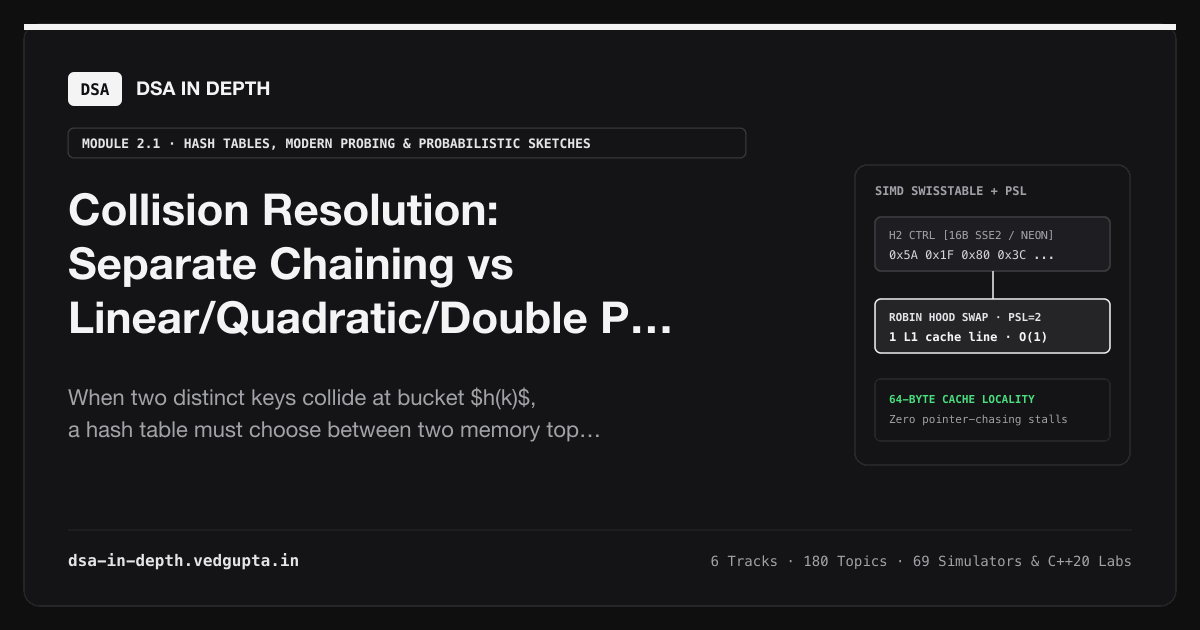 DSA DSA IN DEPTH
MODULE 2.1 · HASH TABLES, MODERN PROBING & PROBABILISTIC SKETCHES
Collision Resolution:
Separate Chaining vs
Linear/Quadratic/Double P…
When two distinct keys collide at bucket $h(k)$,
a hash table must choose between two memory top…
SIMD SWISSTABLE + PSL
H2 CTRL [16B SSE2 / NEON]
0x5A 0x1F 0x80 0x3C ...
ROBIN HOOD SWAP · PSL=2
1 L1 cache line · O(1)
64-BYTE CACHE LOCALITY
Zero pointer-chasing stalls
dsa-in-depth.vedgupta.in
6 Tracks · 180 Topics · 69 Simulators & C++20 Labs